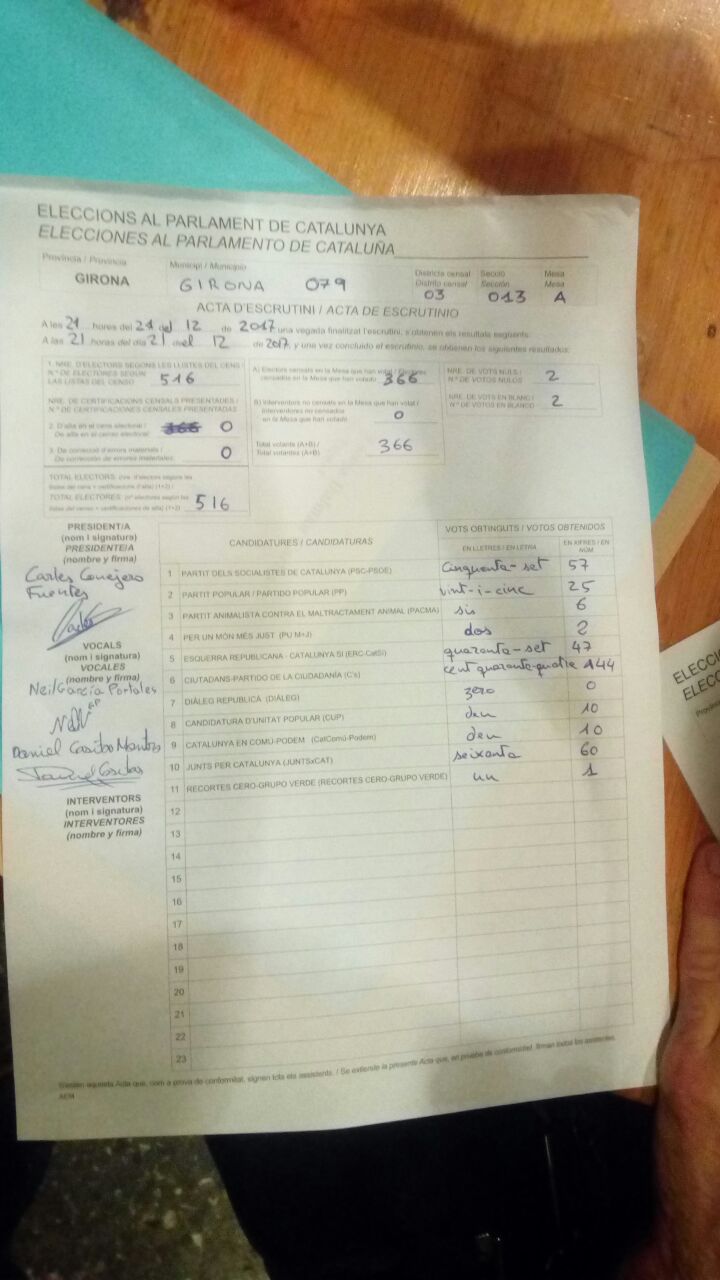 ELECCIONS AL PARLAMENT DE CATALUNYA
ELECCIONES AL PARLAMENTO DE CATALUÑA
Provincia / Provincia
GIRONA
Municipi / Municipio
GIRONA 079
Districte censal
Distrito censal
03
Secció
Sección
013
Mesa
Mesa
A
ACTA D'ESCRUTINI / ACTA DE ESCRUTINIO
A les 21 hores del 21 del 12 de 2017 una vegada finalitzat l'escrutini, s'obtenen els resultats següents:
A las 21 horas del día 21 del 12 de 2017, y una vez concluido el escrutinio, se obtienen los siguientes resultados:
1. NRE. D'ELECTORS SEGONS LES LLISTES DEL CENS /
N.º DE ELECTORES SEGÚN
LAS LISTAS DEL CENSO 516
NRE. DE CERTIFICACIONS CENSALS PRESENTADES /
N.º DE CERTIFICACIONES CENSALES PRESENTADAS
2. D'alta en el cens electoral /
De alta en el censo electoral 366 0
3. De correcció d'errors materials /
De corrección de errores materiales 0
TOTAL ELECTORS
TOTAL ELECTORES 516
A) Electors censats en la Mesa que han votat / Electores
censados en la Mesa que han votado 366
B) Interventors no censats en la Mesa que han votat /
Interventores no censados
en la Mesa que han votado 0
Total votants (A+B) /
Total votantes (A+B) 366
NRE. DE VOTS NULS /
N.º DE VOTOS NULOS 2
NRE. DE VOTS EN BLANC /
N.º DE VOTOS EN BLANCO 2
PRESIDENT/A
(nom i signatura)
PRESIDENTE/A
(nombre y firma)
Carles Conejero
Fuentes
VOCALS
(nom i signatura)
VOCALES
(nombre y firma)
Neil García Portales
Daniel
INTERVENTORS
(nom i signatura)
INTERVENTORES
(nombre y firma)
CANDIDATURES / CANDIDATURAS
VOTS OBTINGUTS / VOTOS OBTENIDOS
EN LLETRES / EN LETRA
EN XIFRES / EN NÚM
1 PARTIT DELS SOCIALISTES DE CATALUNYA (PSC-PSOE) cinquanta-set 57
2 PARTIT POPULAR / PARTIDO POPULAR (PP) vint-i-cinc 25
3 PARTIT ANIMALISTA CONTRA EL MALTRACTAMENT ANIMAL (PACMA) sis 6
4 PER UN MÓN MÉS JUST (PUM+J) dos 2
5 ESQUERRA REPUBLICANA - CATALUNYA SÍ (ERC-CatSí) quaranta-set 47
6 CIUTADANS-PARTIDO DE LA CIUDADANÍA (C's) cent quaranta-quatre 144
7 DIÀLEG REPUBLICÀ (DIÀLEG) zero 0
8 CANDIDATURA D'UNITAT POPULAR (CUP) deu 10
9 CATALUNYA EN COMÚ-PODEM (CatComú-Podem) deu 10
10 JUNTS PER CATALUNYA (JUNTSxCAT) seixanta 60
11 RECORTES CERO-GRUPO VERDE (RECORTES CERO-GRUPO VERDE) un 1
12
13
14
15
16
17
18
19
20
21
22
23
Estenen aquesta Acta que, com a prova de conformitat, signen tots els assistents. / Se extiende la presente Acta que, en prueba de conformidad, firman todos los asistentes.
ELECCI
ELEC